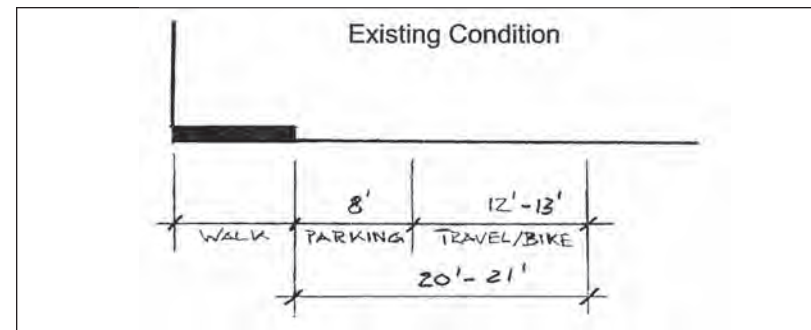 Existing Condition
8' 12'-13'
WALK PARKING TRAVEL/BIKE
20'-21'